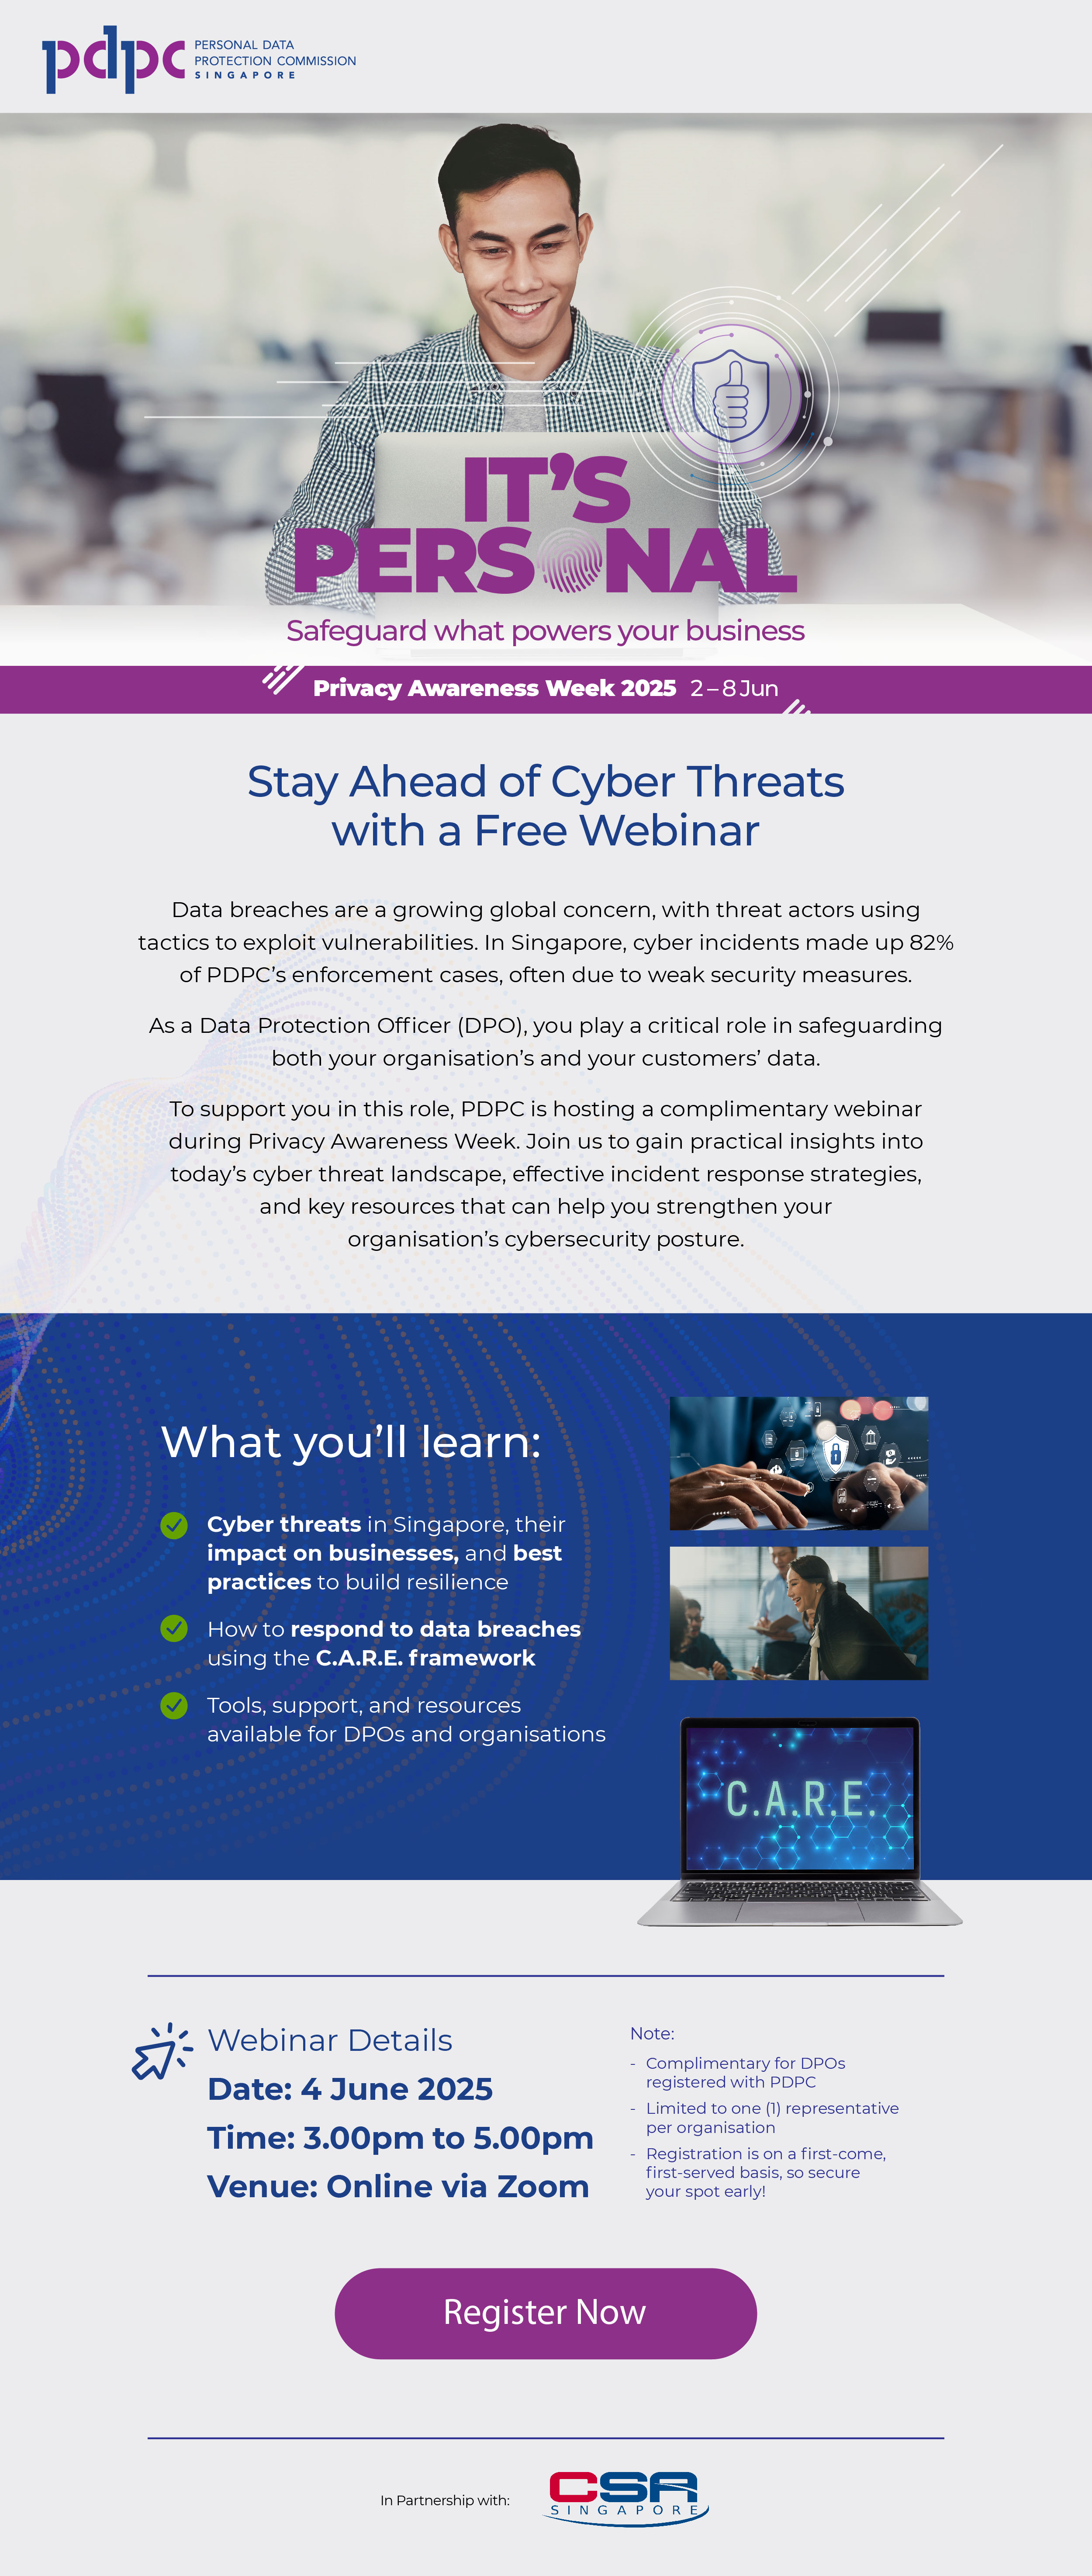 pdpc
PERSONAL DATA
PROTECTION COMMISSION
SINGAPORE
IT'S
PERSONAL
Safeguard what powers your business
Privacy Awareness Week 2025 2 – 8 Jun
Stay Ahead of Cyber Threats
with a Free Webinar
Data breaches are a growing global concern, with threat actors using
tactics to exploit vulnerabilities. In Singapore, cyber incidents made up 82%
of PDPC's enforcement cases, often due to weak security measures.
As a Data Protection Officer (DPO), you play a critical role in safeguarding
both your organisation's and your customers' data.
To support you in this role, PDPC is hosting a complimentary webinar
during Privacy Awareness Week. Join us to gain practical insights into
today's cyber threat landscape, effective incident response strategies,
and key resources that can help you strengthen your
organisation's cybersecurity posture.
What you'll learn:
Cyber threats in Singapore, their
impact on businesses, and best
practices to build resilience
How to respond to data breaches
using the C.A.R.E. framework
Tools, support, and resources
available for DPOs and organisations
C.A.R.E.
Webinar Details
Date: 4 June 2025
Time: 3.00pm to 5.00pm
Venue: Online via Zoom
Note:
- Complimentary for DPOs
registered with PDPC
- Limited to one (1) representative
per organisation
- Registration is on a first-come,
first-served basis, so secure
your spot early!
Register Now
In Partnership with:
CSA
SINGAPORE